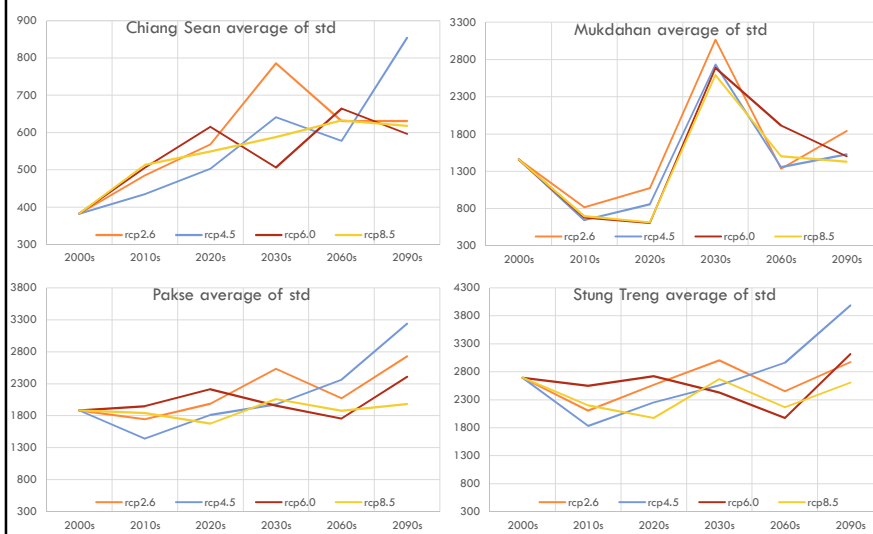 Chiang Sean average of std
900
800
700
600
500
400
300
rcp2.6 rcp4.5 rcp6.0 rcp8.5
2000s 2010s 2020s 2030s 2060s 2090s
Mukdahan average of std
3300
2800
2300
1800
1300
800
300
rcp2.6 rcp4.5 rcp6.0 rcp8.5
2000s 2010s 2020s 2030s 2060s 2090s
Pakse average of std
3800
3300
2800
2300
1800
1300
800
300
rcp2.6 rcp4.5 rcp6.0 rcp8.5
2000s 2010s 2020s 2030s 2060s 2090s
Stung Treng average of std
4300
3800
3300
2800
2300
1800
1300
800
300
rcp2.6 rcp4.5 rcp6.0 rcp8.5
2000s 2010s 2020s 2030s 2060s 2090s